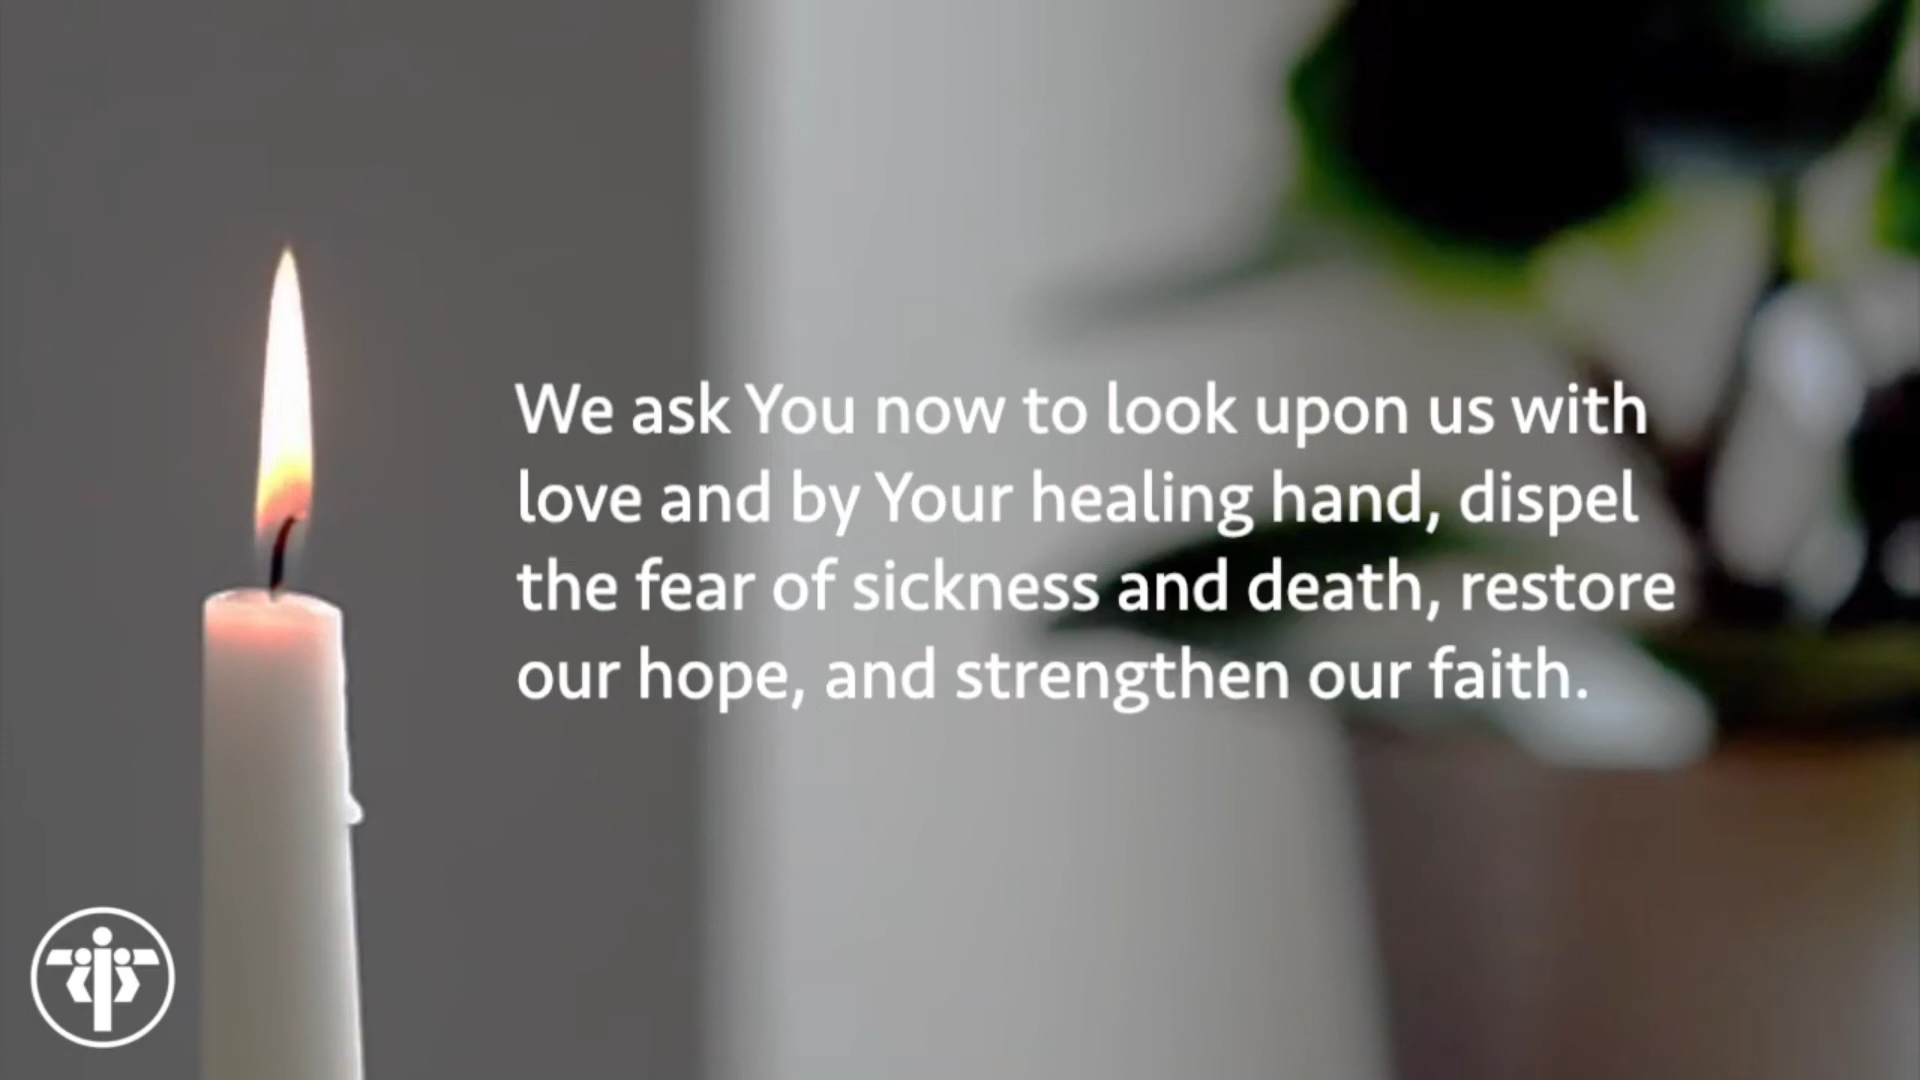 We ask You now to look upon us with
love and by Your healing hand, dispel
the fear of sickness and death, restore
our hope, and strengthen our faith.